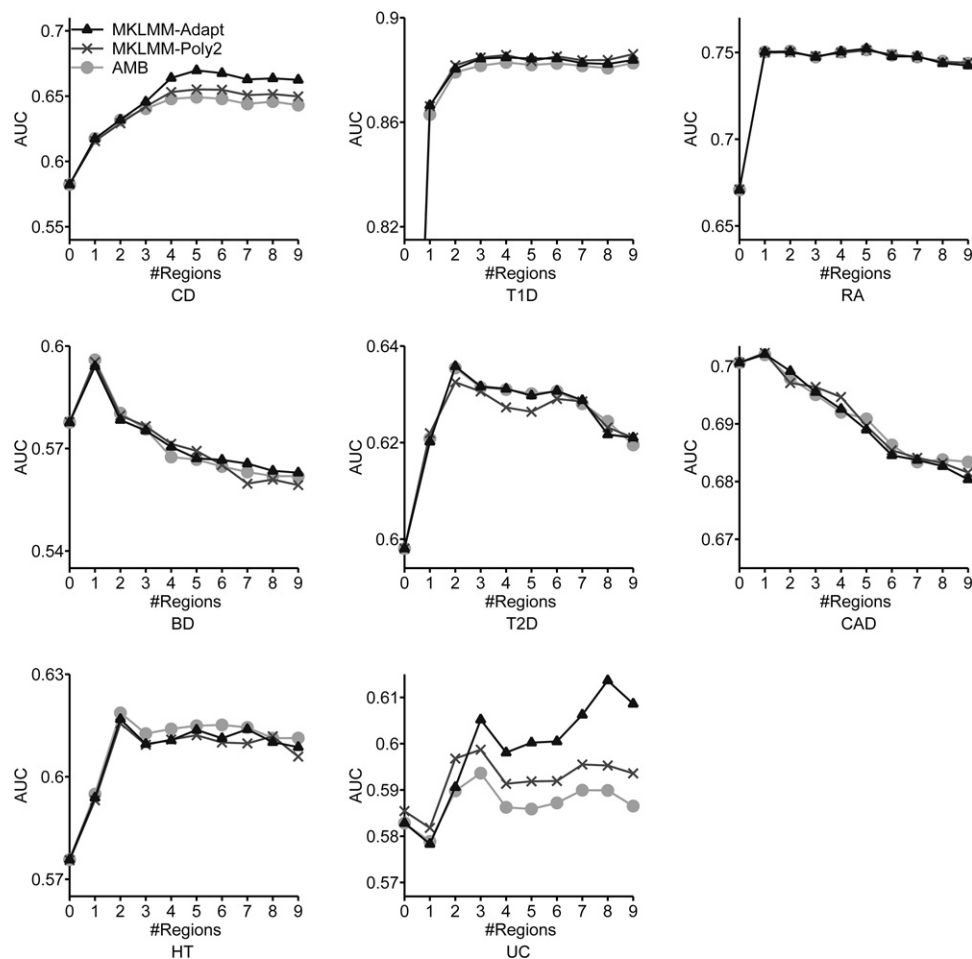 0.7
MKLMM-Adapt
MKLMM-Poly2
AMB
0.65
0.6
0.55
AUC
0 1 2 3 4 5 6 7 8 9
#Regions
CD
0.9
0.86
0.82
AUC
0 1 2 3 4 5 6 7 8 9
#Regions
T1D
0.75
0.7
0.65
AUC
0 1 2 3 4 5 6 7 8 9
#Regions
RA
0.6
0.57
0.54
AUC
0 1 2 3 4 5 6 7 8 9
#Regions
BD
0.64
0.62
0.6
AUC
0 1 2 3 4 5 6 7 8 9
#Regions
T2D
0.7
0.69
0.68
0.67
AUC
0 1 2 3 4 5 6 7 8 9
#Regions
CAD
0.63
0.6
0.57
AUC
0 1 2 3 4 5 6 7 8 9
#Regions
HT
0.61
0.6
0.59
0.58
0.57
AUC
0 1 2 3 4 5 6 7 8 9
#Regions
UC